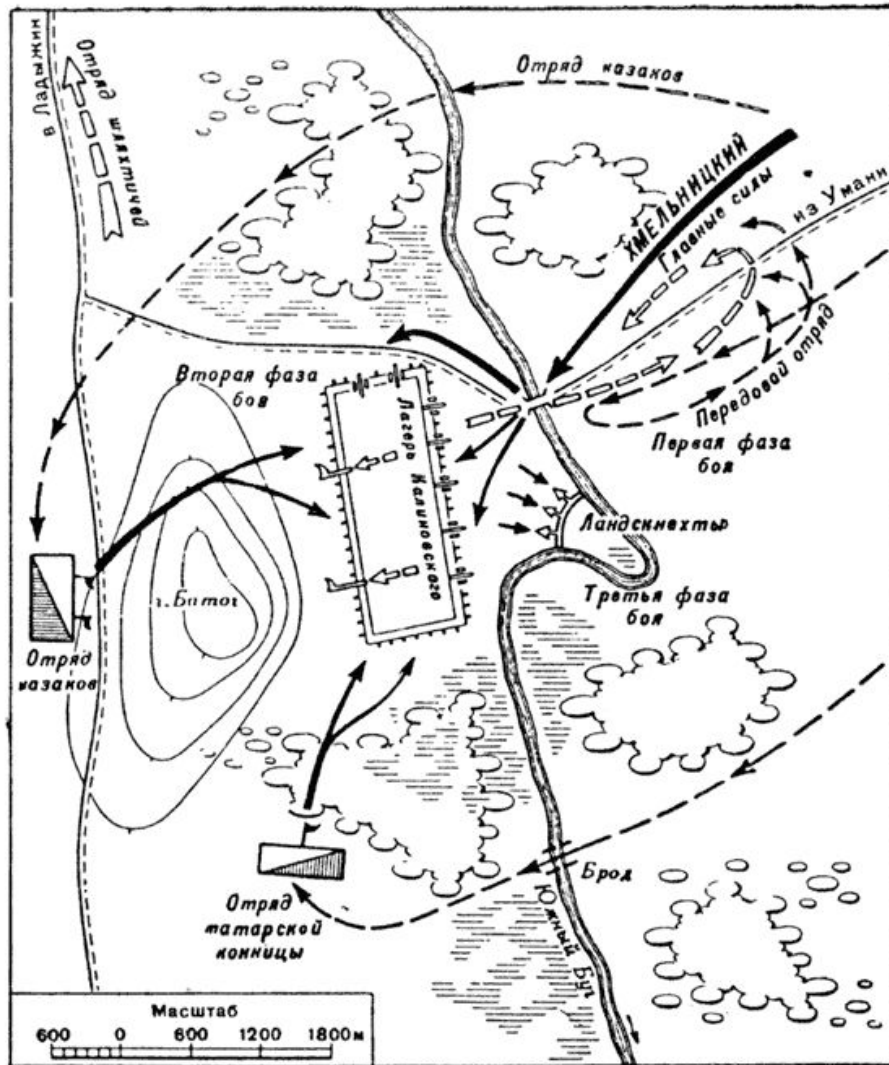 в Ладыжин
Отряд
шляхтичей
Отряд казаков
ХМЕЛЬНИЦКИЙ
Главные силы
из Умани
Передовой отряд
Первая фаза
боя
Вторая фаза
боя
Лагерь Калиновского
Ландскнехты
Третья фаза
боя
г. Батог
Отряд
казаков
Отряд
татарской
конницы
Брод
Южный Буг
Масштаб
600 0 600 1200 1800 м